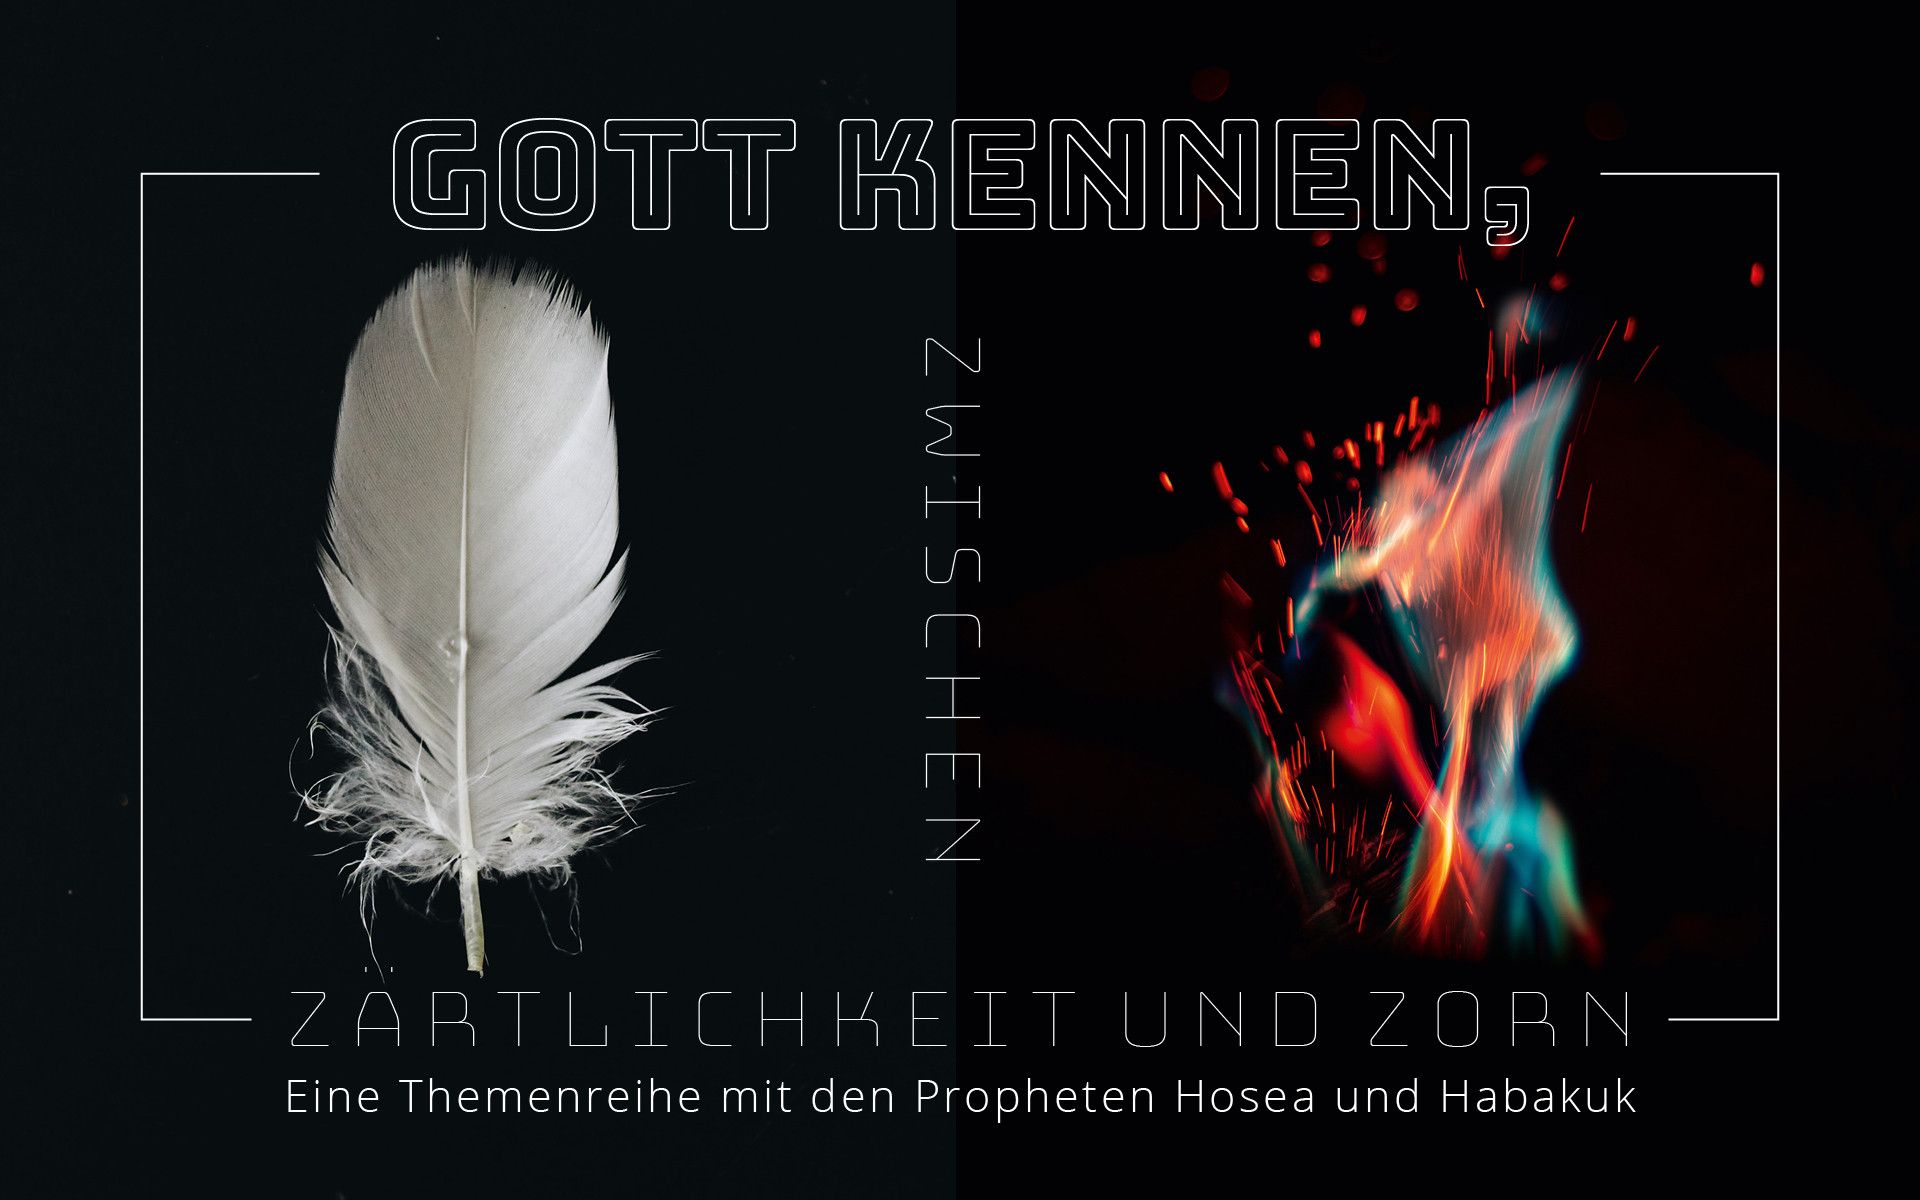 GOTT KENNEN,
ZWISCHEN
ZÄRTLICHKEIT UND ZORN
Eine Themenreihe mit den Propheten Hosea und Habakuk